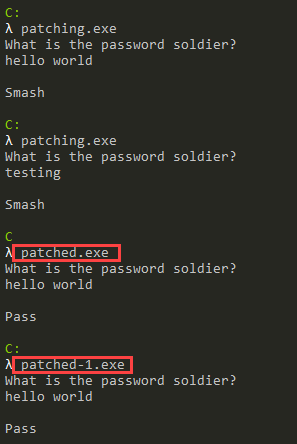 C:
λ patching.exe
What is the password soldier?
hello world
Smash
C:
λ patching.exe
What is the password soldier?
testing
Smash
C
λ patched.exe
What is the password soldier?
hello world
Pass
C:
λ patched-1.exe
What is the password soldier?
hello world
Pass